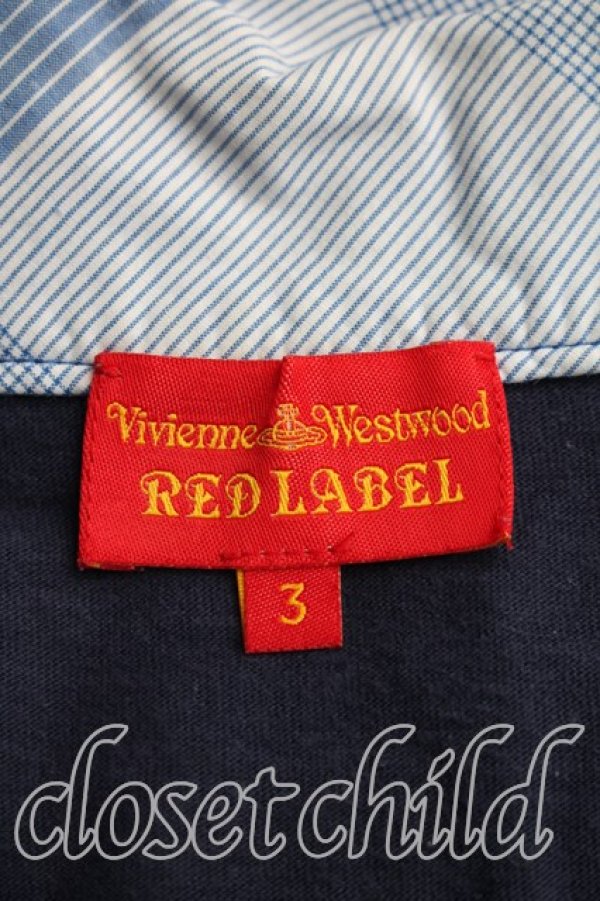 Vivienne Westwood
RED LABEL
3
closet child